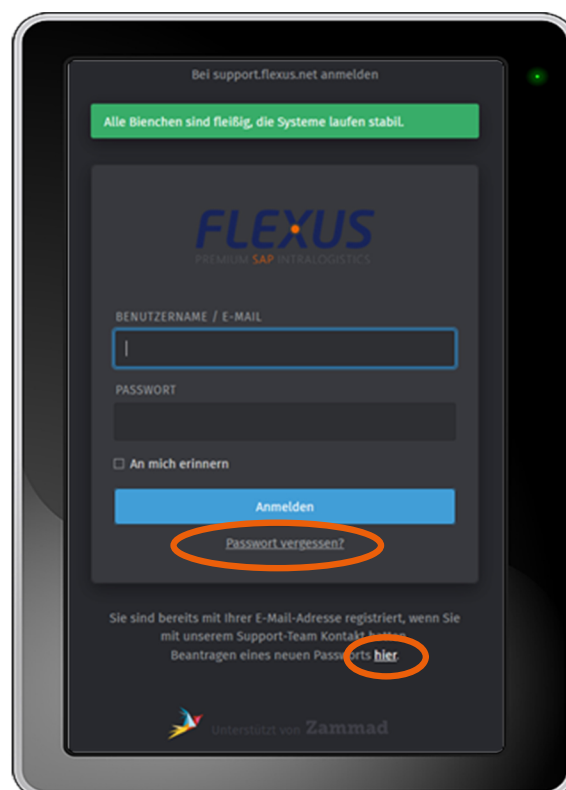 Bei support.flexus.net anmelden
Alle Bienchen sind fleißig, die Systeme laufen stabil.
FLEXUS
PREMIUM SAP INTRALOGISTICS
BENUTZERNAME / E-MAIL
PASSWORT
An mich erinnern
Anmelden
Passwort vergessen?
Sie sind bereits mit Ihrer E-Mail-Adresse registriert, wenn Sie
mit unserem Support-Team Kontakt hatten.
Beantragen eines neuen Passworts hier.
Unterstützt von Zammad